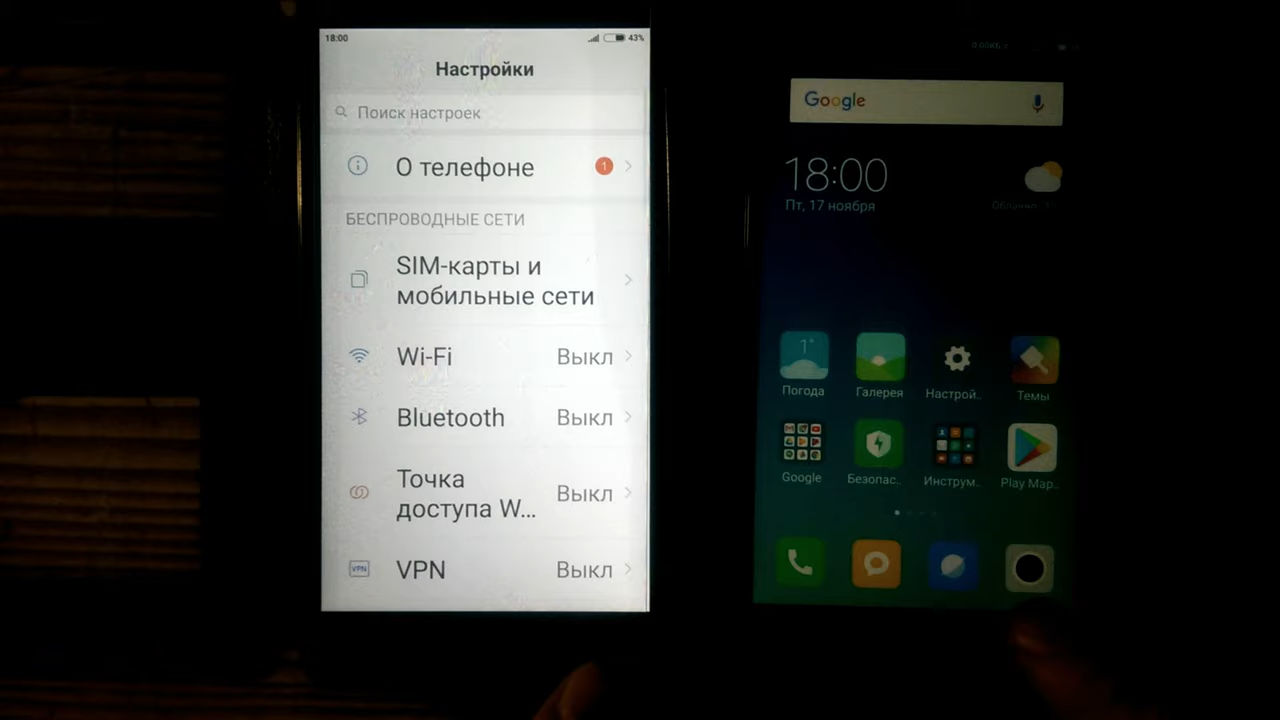 18:00
43%
Настройки
Поиск настроек
О телефоне
1
БЕСПРОВОДНЫЕ СЕТИ
SIM-карты и
мобильные сети
Wi-Fi
Выкл
Bluetooth
Выкл
Точка
доступа W...
Выкл
VPN
VPN
Выкл
Google
18:00
Пт, 17 ноября
1°
Погода
Галерея
Настрой..
Темы
Google
Безопас..
Инструм..
Play Мар..